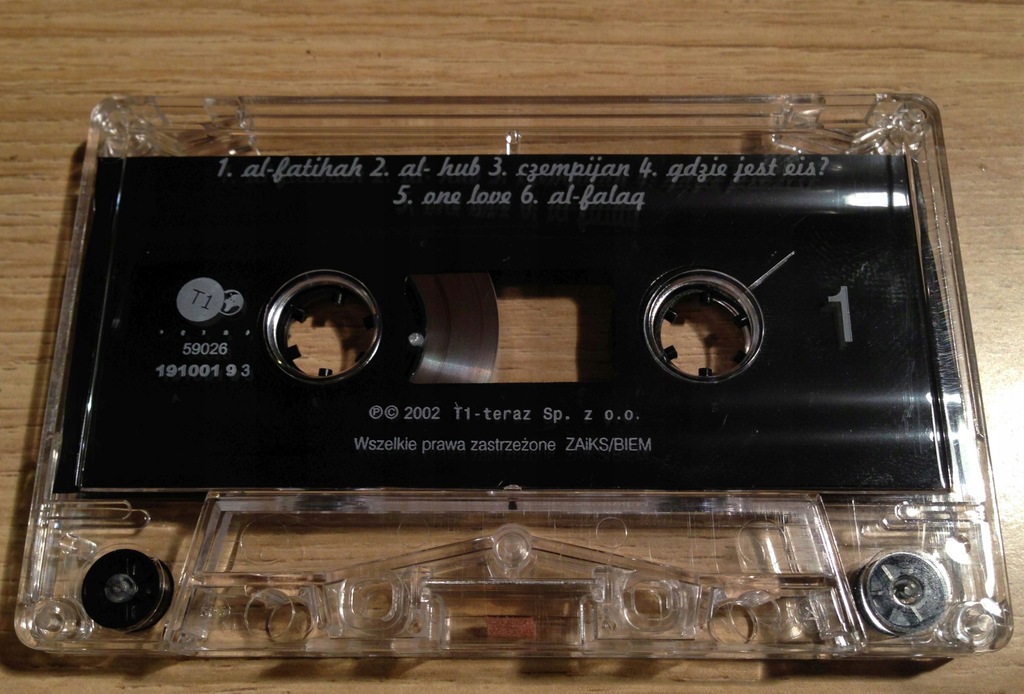 1. al-fatihah 2. al- hub 3. czempijan 4. gdzie jest eis?
5. one love 6. al-falaq
T1
teraz
59026
191001 9 3
1
℗© 2002 T1-teraz Sp. z o.o.
Wszelkie prawa zastrzeżone ZAiKS/BIEM